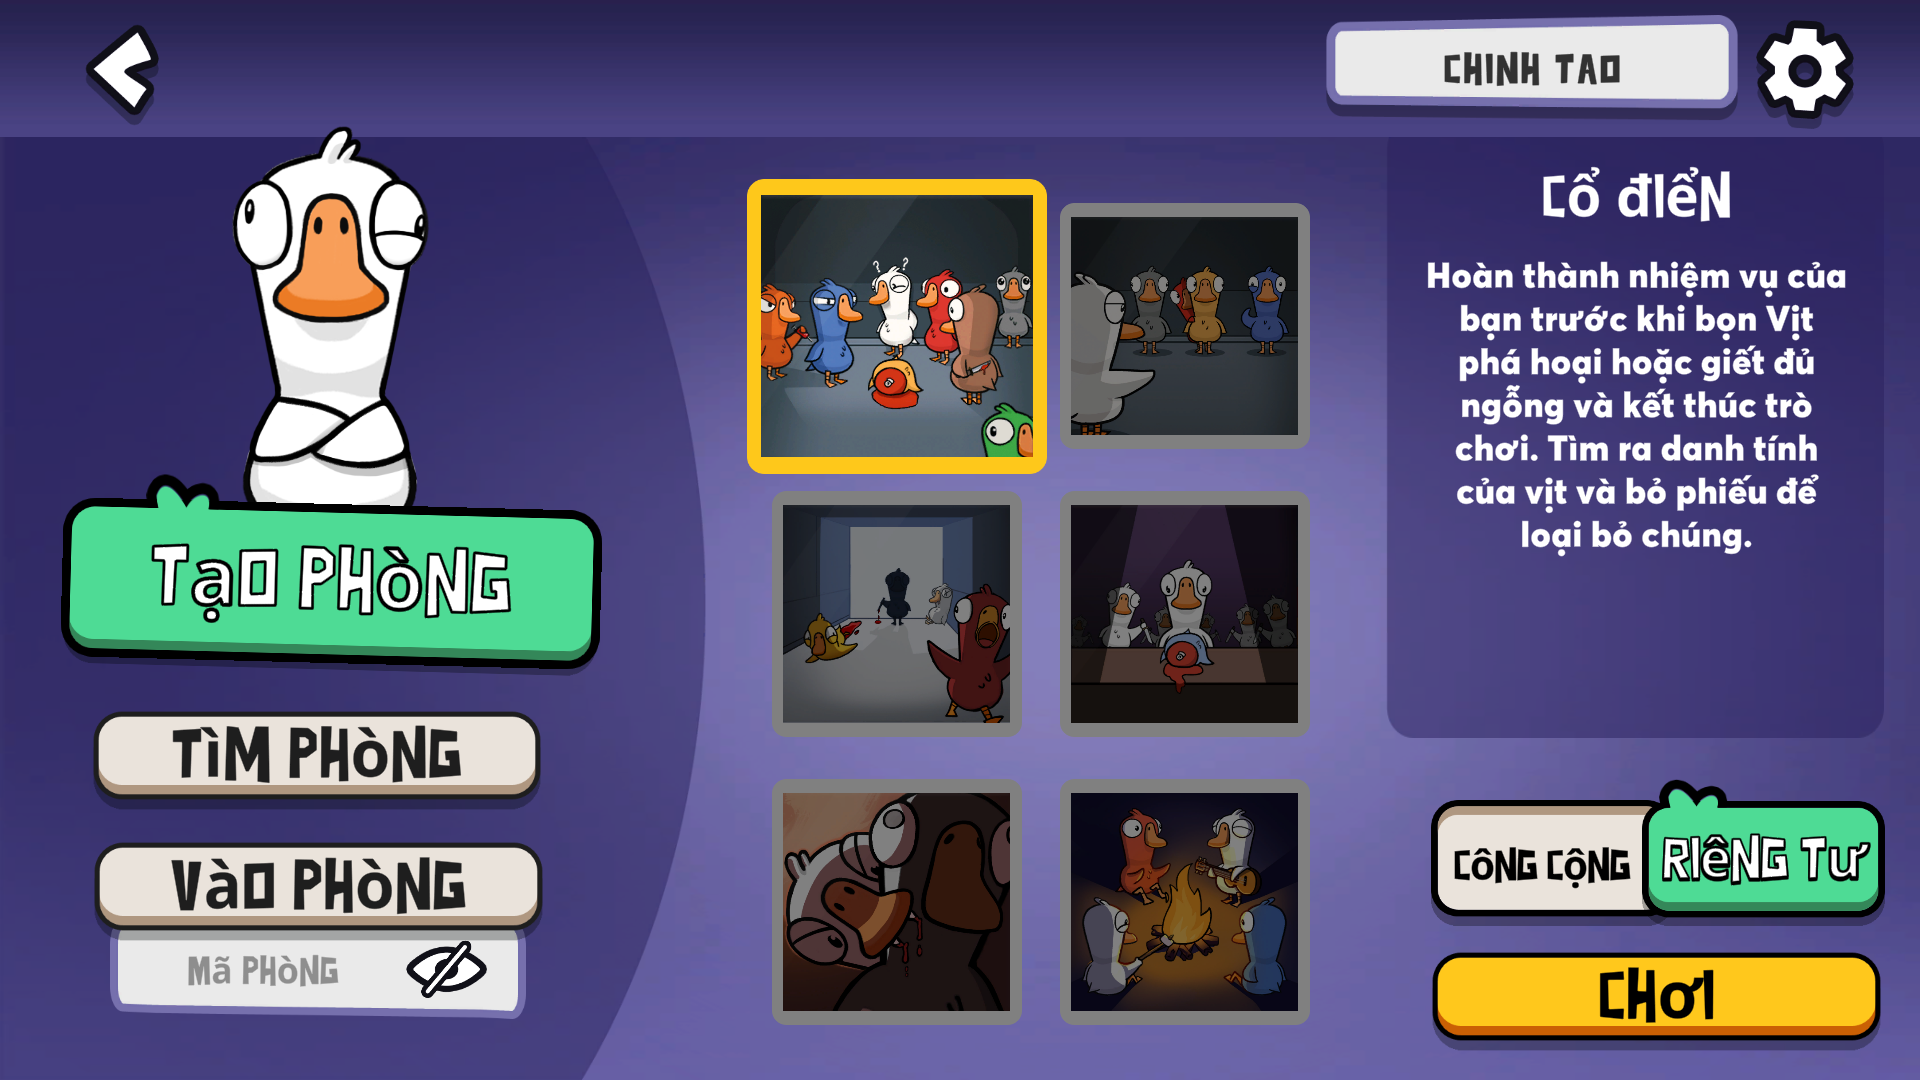 CHINH TAO
TẠO PHÒNG
TÌM PHÒNG
VÀO PHÒNG
MÃ PHÒNG
CỔ ĐIỂN
Hoàn thành nhiệm vụ của
bạn trước khi bọn Vịt
phá hoại hoặc giết đủ
ngỗng và kết thúc trò
chơi. Tìm ra danh tính
của vịt và bỏ phiếu để
loại bỏ chúng.
CÔNG CỘNG
RIÊNG TƯ
CHƠI